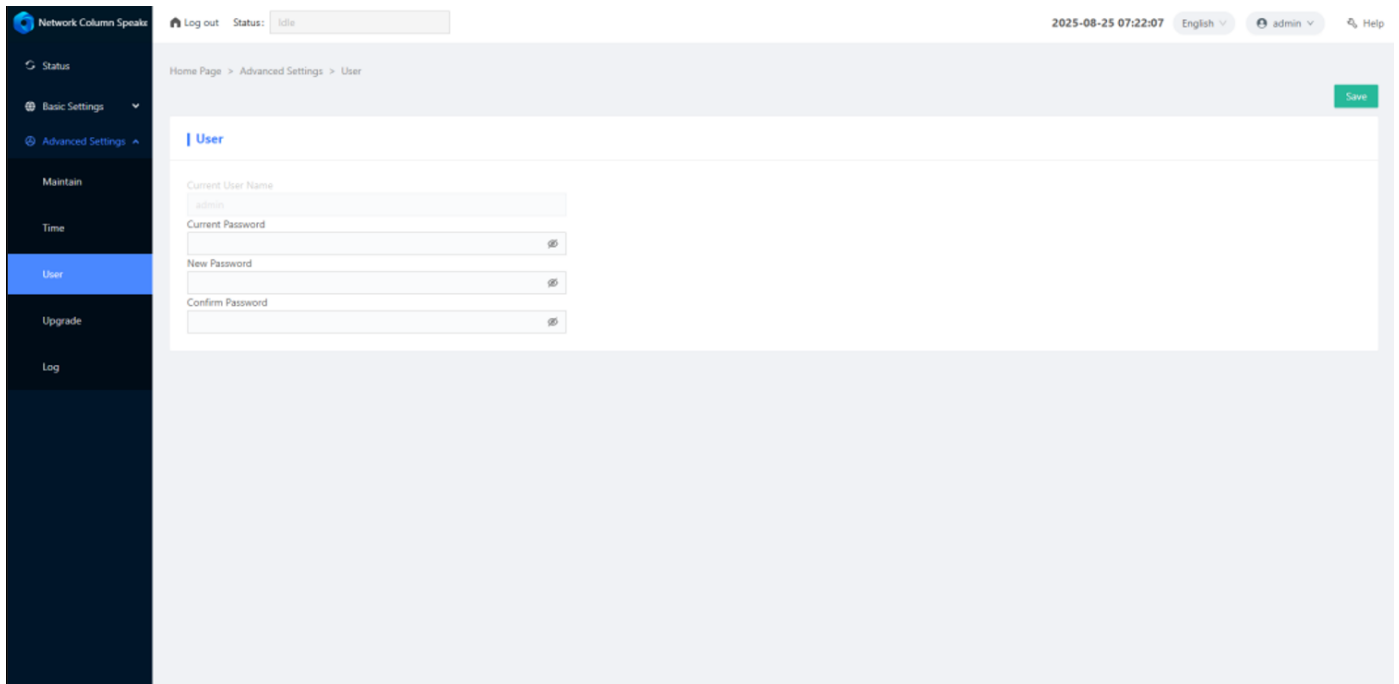 Network Column Speake
Log out Status: Idle
2025-08-25 07:22:07 English admin Help
Status
Basic Settings
Advanced Settings
Maintain
Time
User
Upgrade
Log
Home Page > Advanced Settings > User
Save
User
Current User Name
admin
Current Password
New Password
Confirm Password